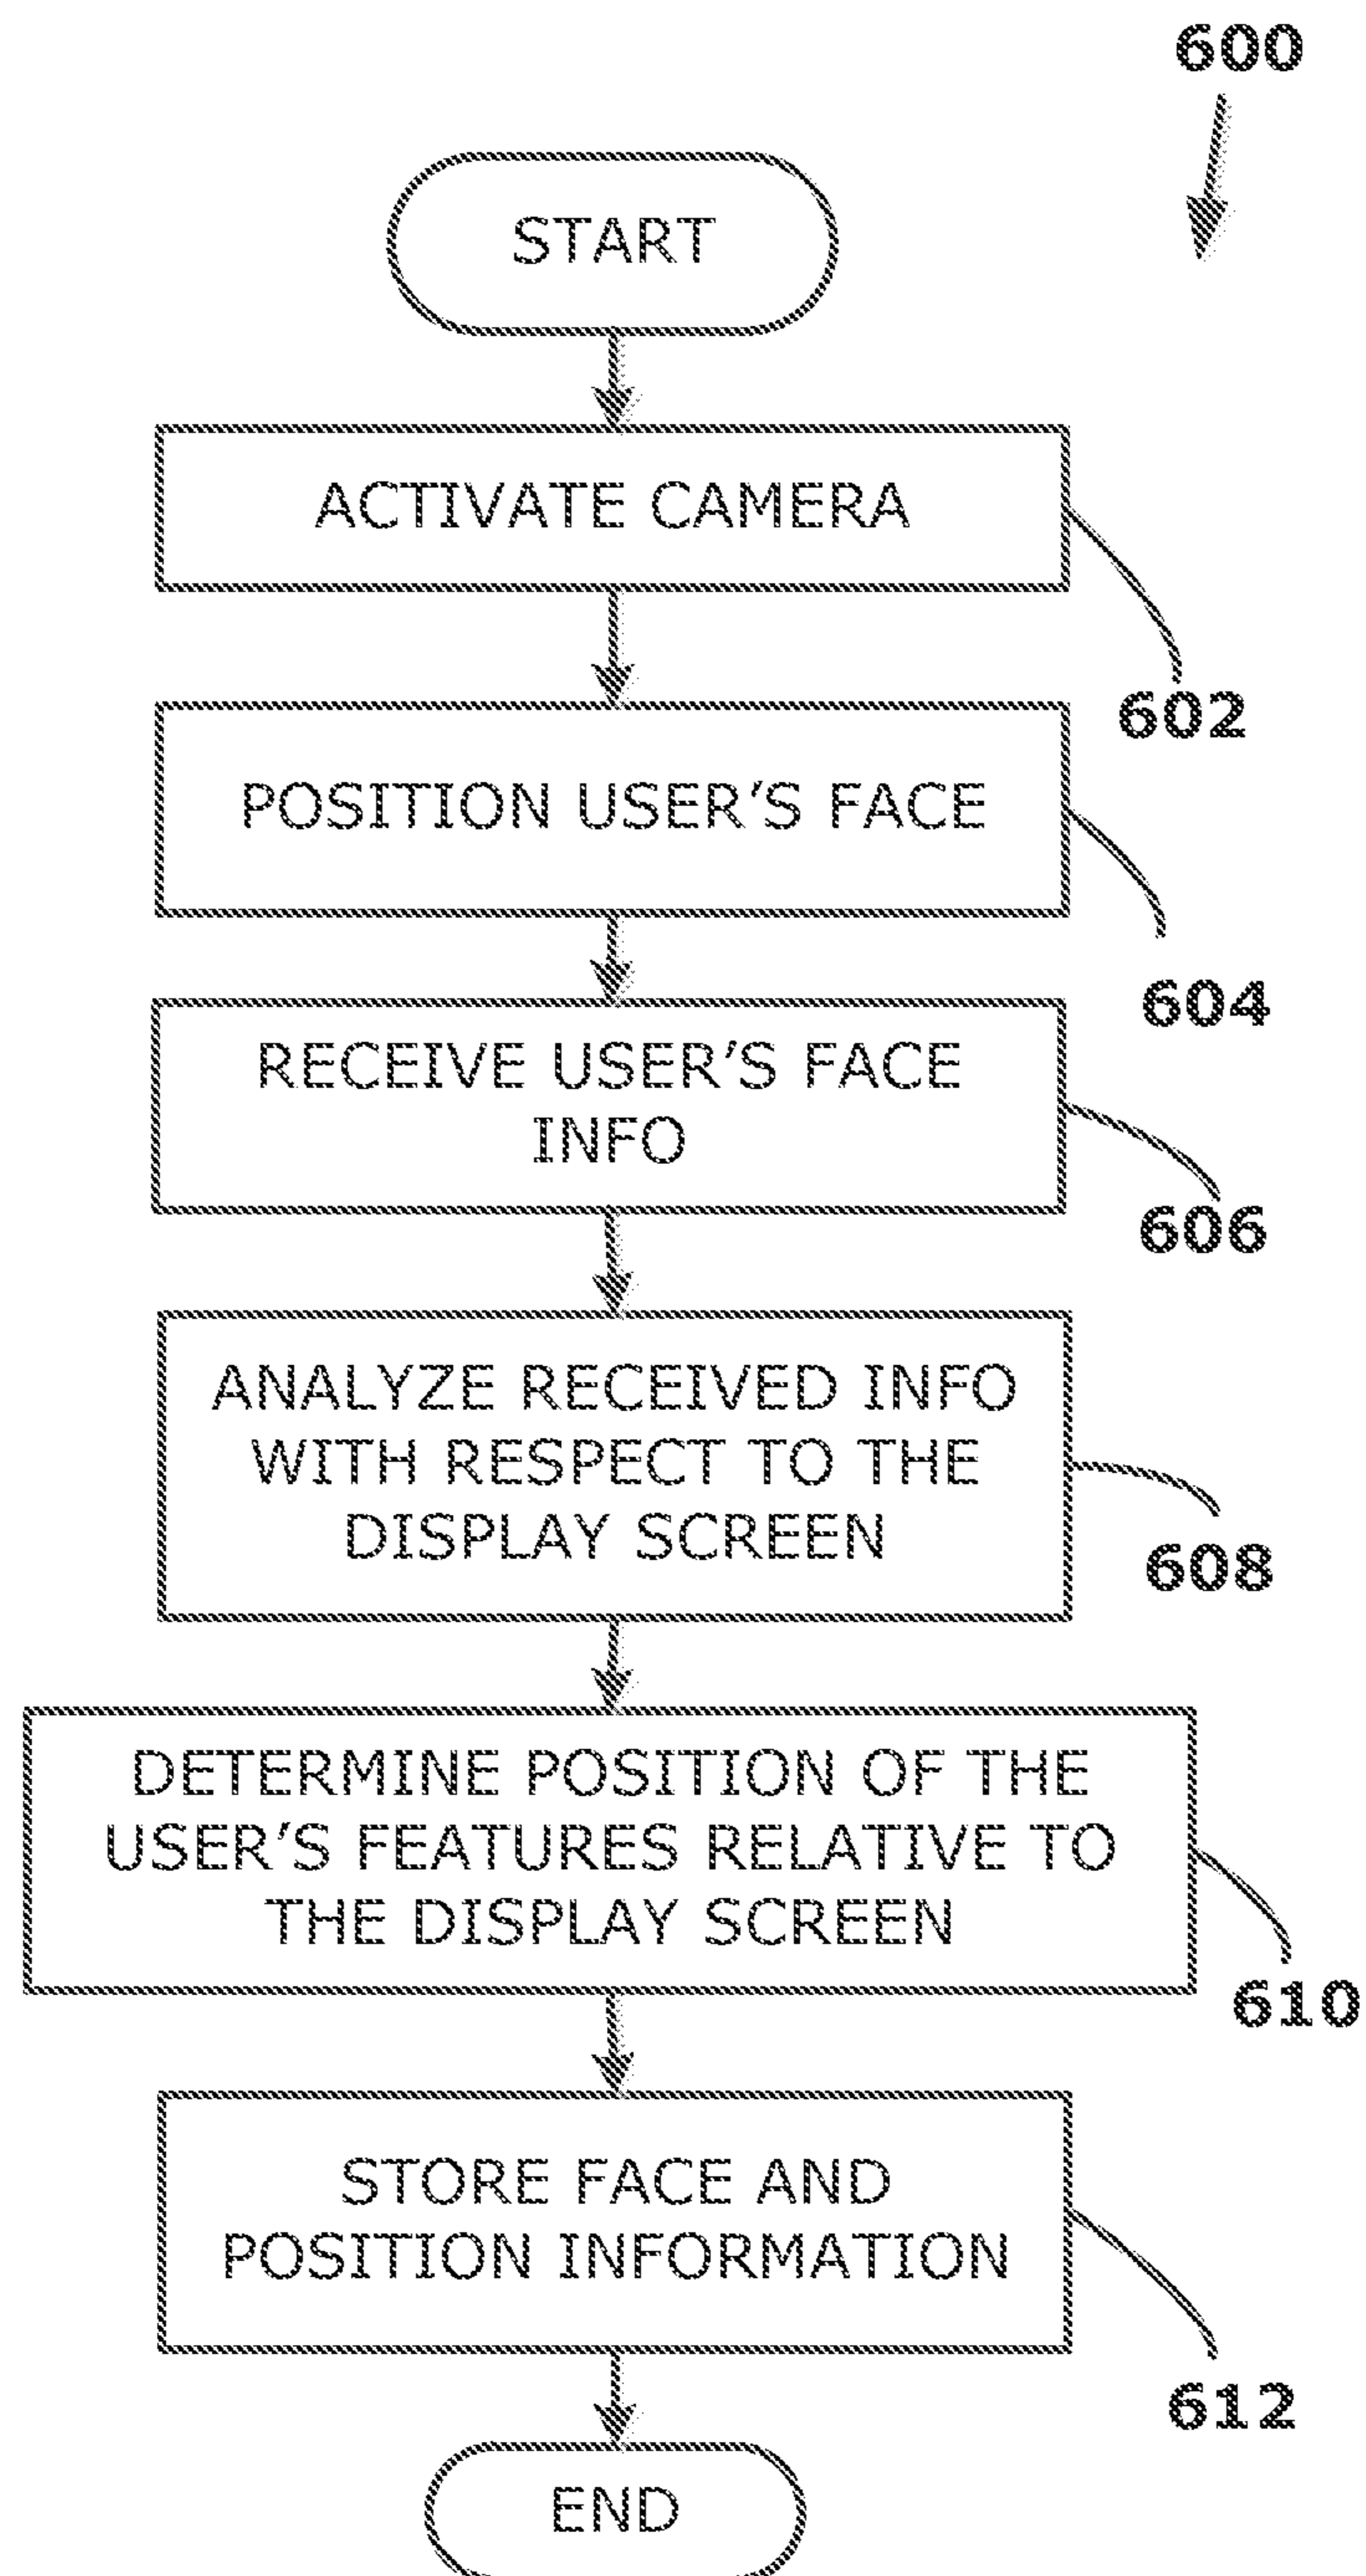 600
START
ACTIVATE CAMERA
602
POSITION USER’S FACE
604
RECEIVE USER’S FACE
INFO
606
ANALYZE RECEIVED INFO
WITH RESPECT TO THE
DISPLAY SCREEN
608
DETERMINE POSITION OF THE
USER’S FEATURES RELATIVE TO
THE DISPLAY SCREEN
610
STORE FACE AND
POSITION INFORMATION
612
END